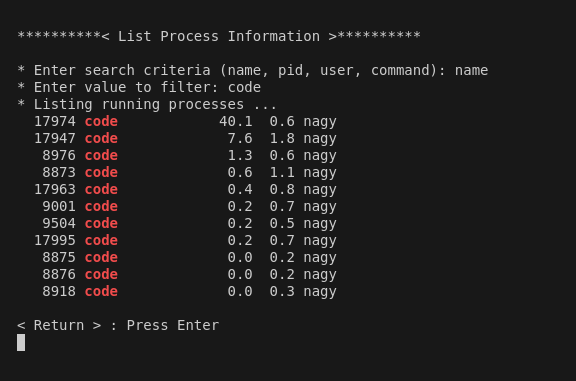 **********< List Process Information >**********
* Enter search criteria (name, pid, user, command): name
* Enter value to filter: code
* Listing running processes ...
17974 code 40.1 0.6 nagy
17947 code 7.6 1.8 nagy
8976 code 1.3 0.6 nagy
8873 code 0.6 1.1 nagy
17963 code 0.4 0.8 nagy
9001 code 0.2 0.7 nagy
9504 code 0.2 0.5 nagy
17995 code 0.2 0.7 nagy
8875 code 0.0 0.2 nagy
8876 code 0.0 0.2 nagy
8918 code 0.0 0.3 nagy
< Return > : Press Enter